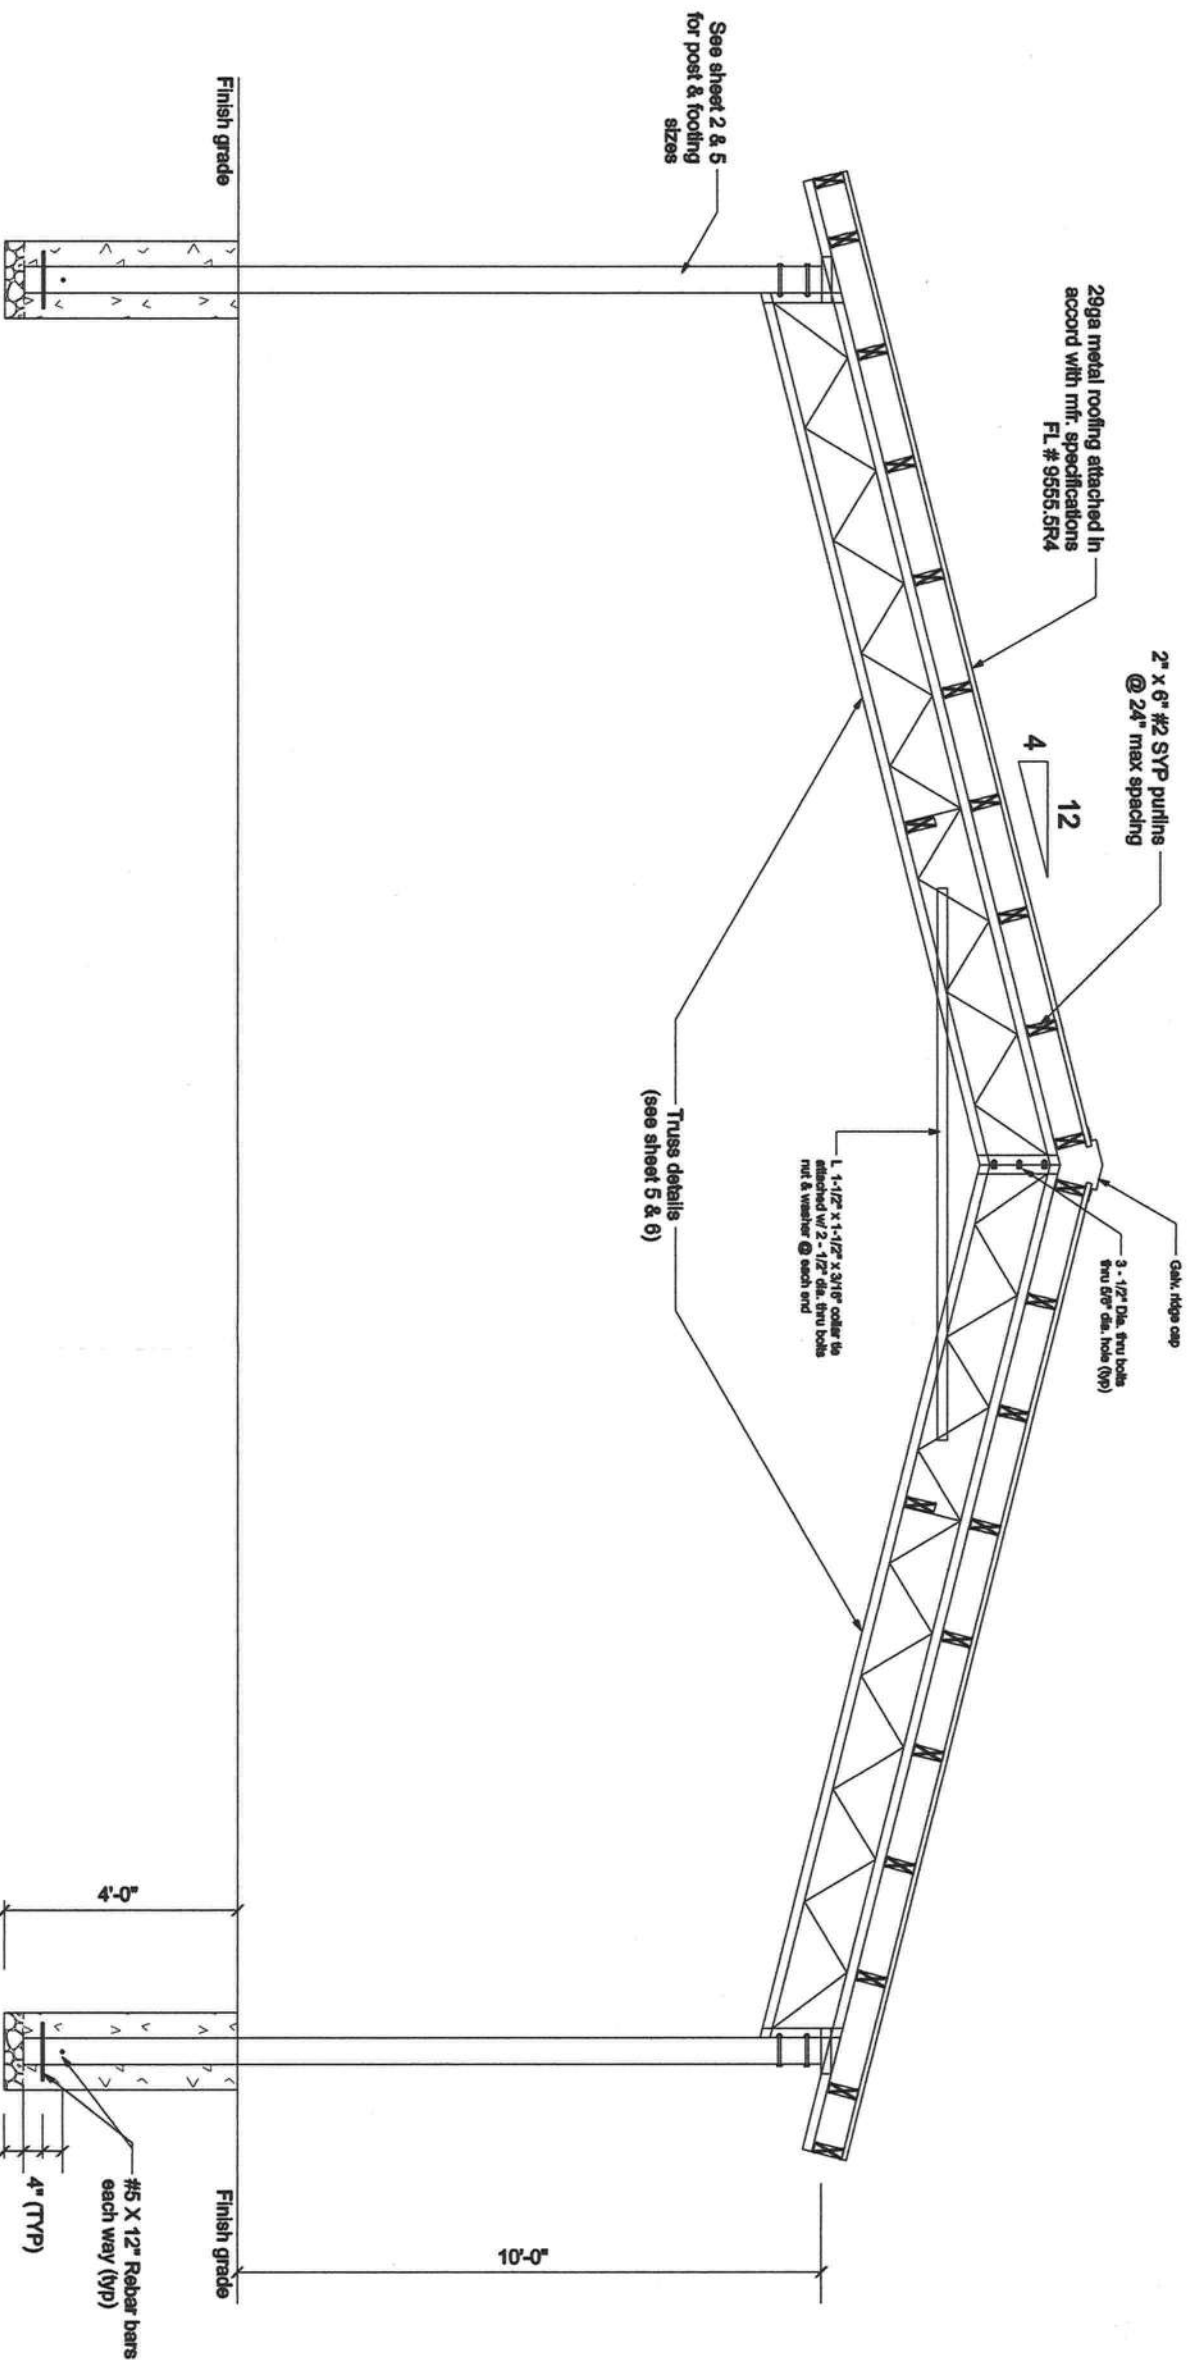 Galv. ridge cap
3 - 1/2" Dia. thru bolts
thru 5/8" dia. hole (typ)
2" x 6" #2 SYP purlins
@ 24" max spacing
29ga metal roofing attached in
accord with mfr. specifications
FL # 9555.5R4
12
4
L 1-1/2" x 1-1/2" x 3/16" collar tie
attached w/ 2 - 1/2" dia. thru bolts
nut & washer @ each end
See sheet 2 & 5
for post & footing
sizes
Truss details
(see sheet 5 & 6)
10'-0"
Finish grade
Finish grade
4'-0"
#5 X 12" Rebar bars
each way (typ)
4" (TYP)